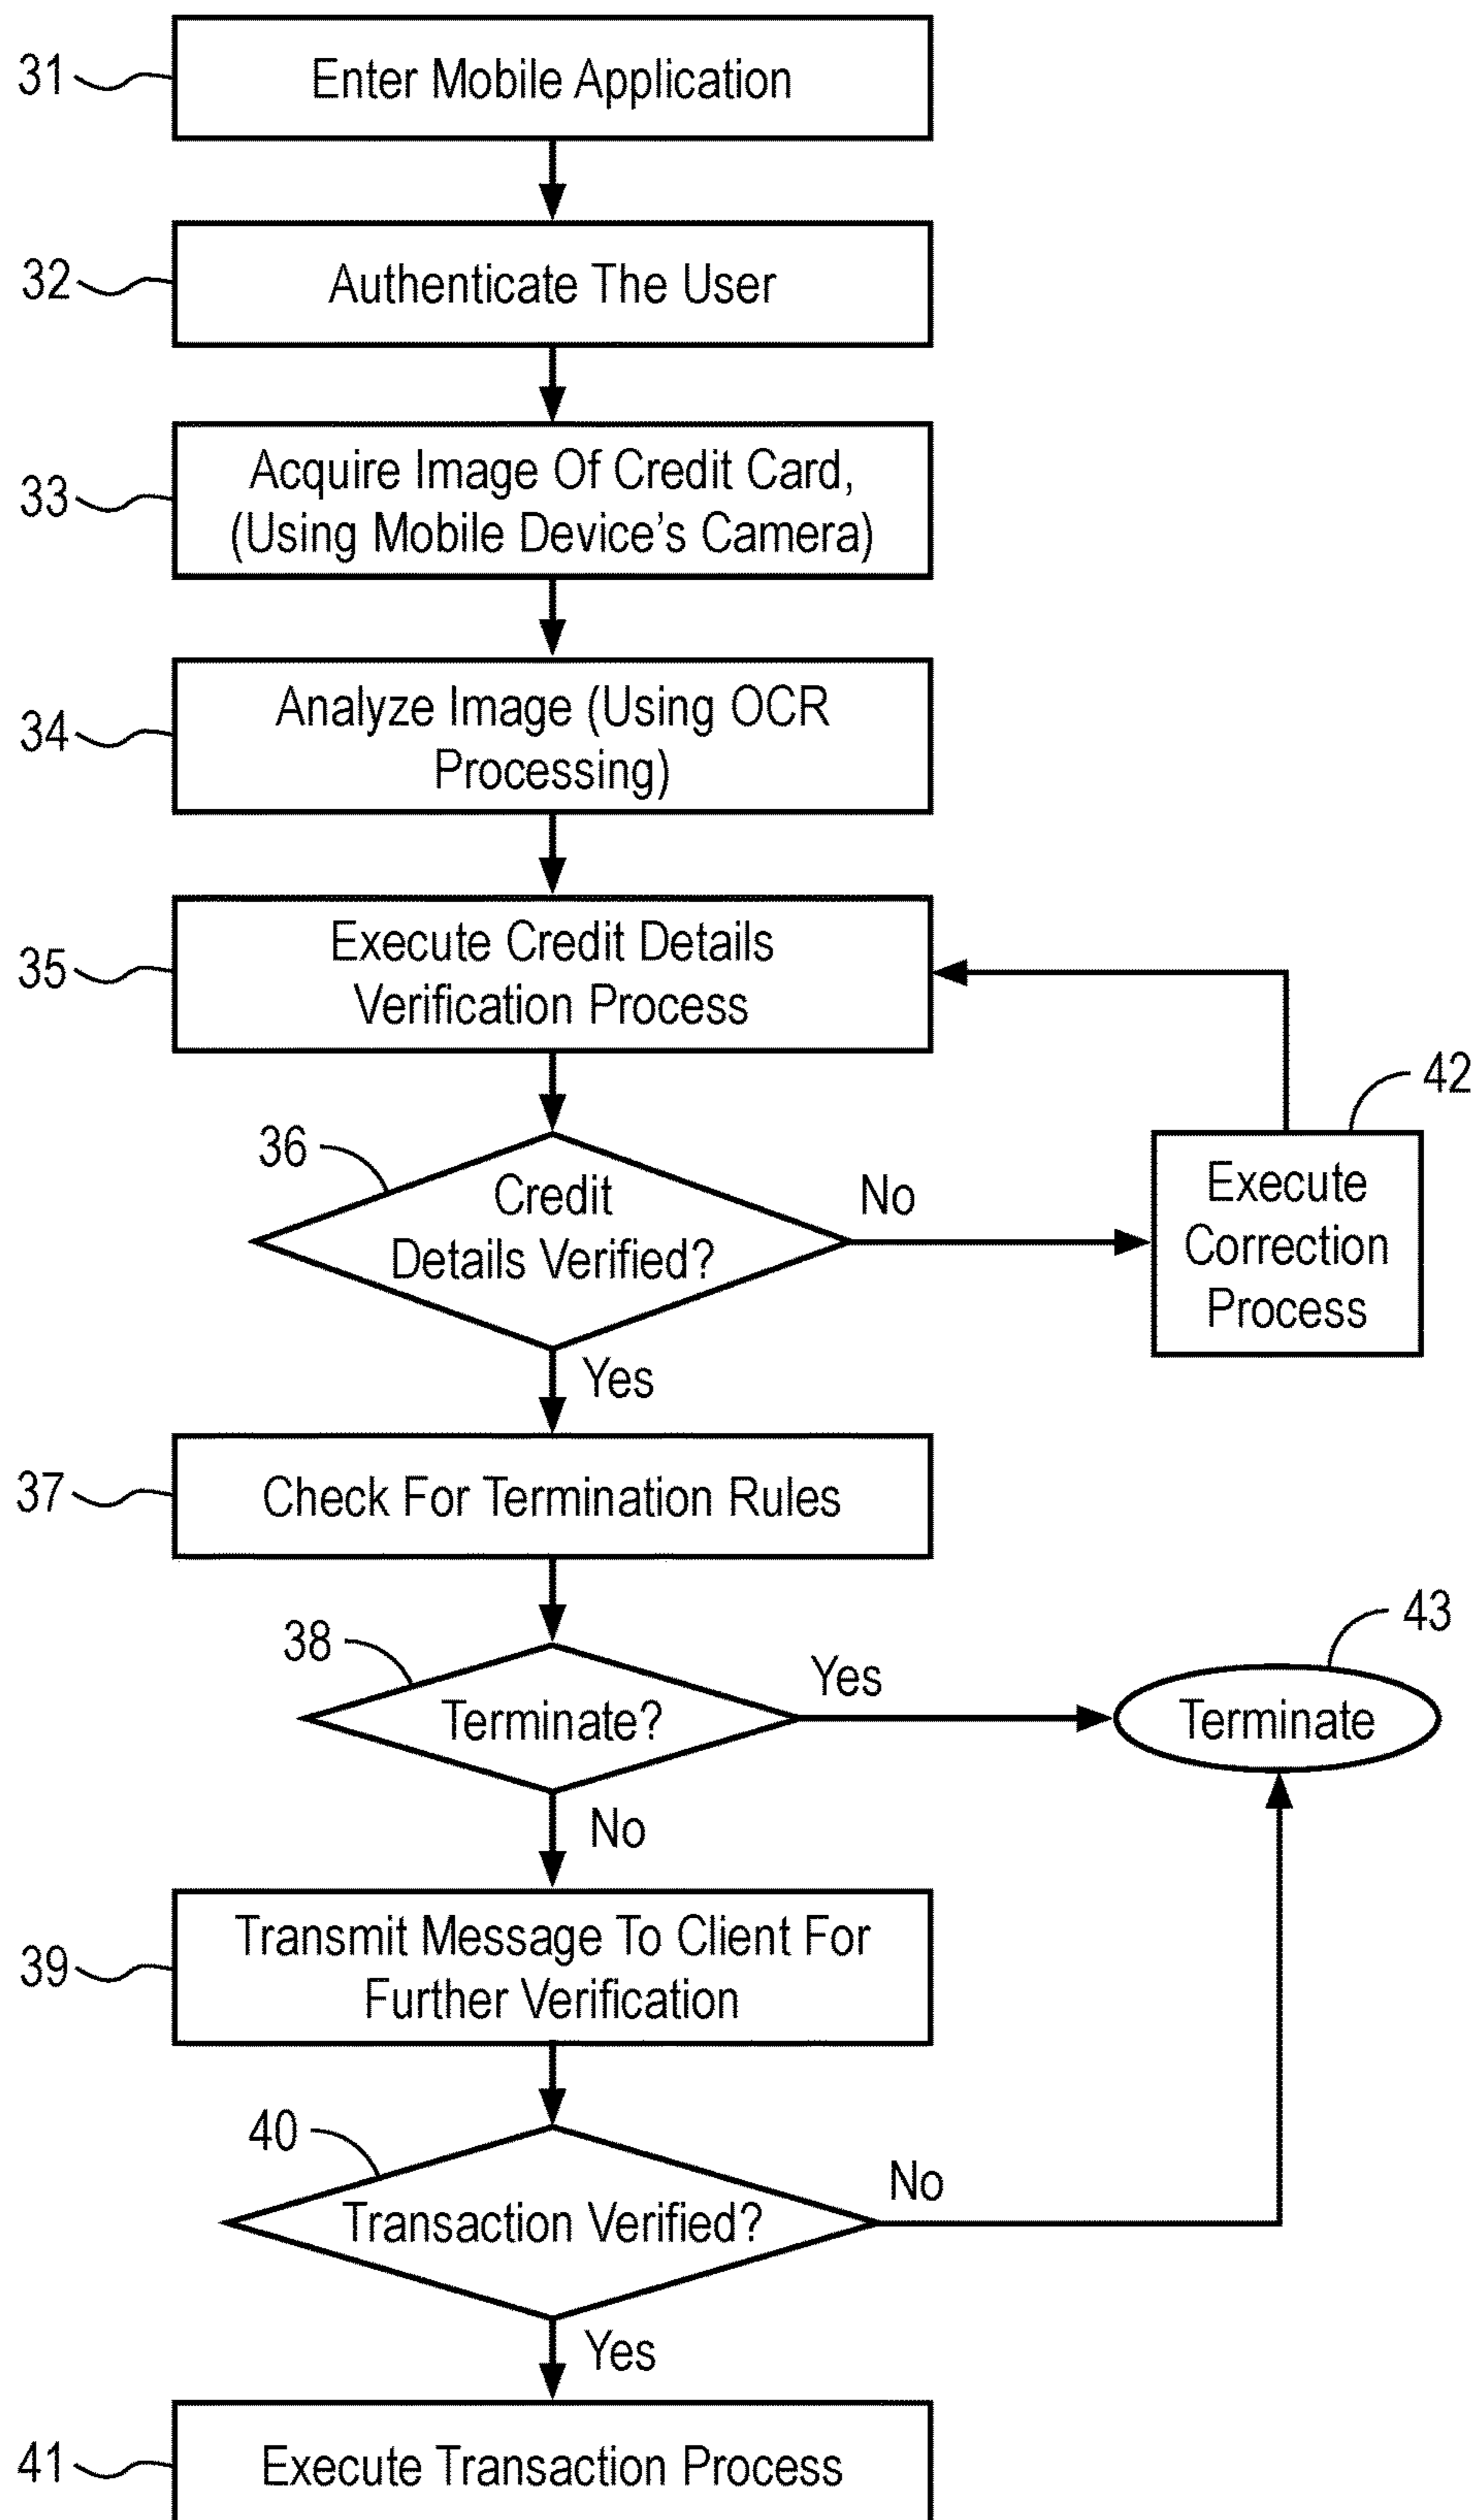 31
Enter Mobile Application
32
Authenticate The User
33
Acquire Image Of Credit Card,
(Using Mobile Device's Camera)
34
Analyze Image (Using OCR
Processing)
35
Execute Credit Details
Verification Process
36
Credit
Details Verified?
No
42
Execute
Correction
Process
Yes
37
Check For Termination Rules
38
Terminate?
Yes
43
Terminate
No
39
Transmit Message To Client For
Further Verification
40
Transaction Verified?
No
Yes
41
Execute Transaction Process